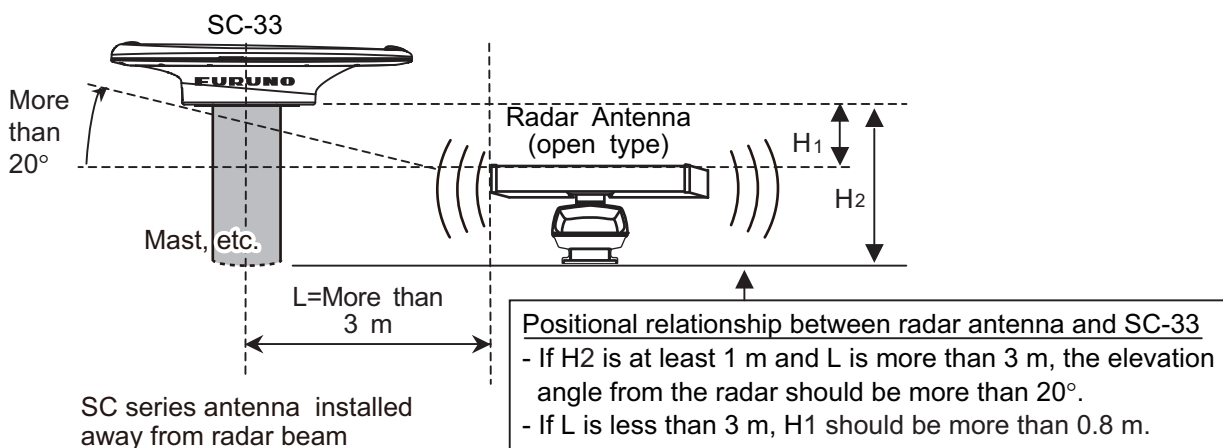 SC-33
FURUNO
More
than
20°
Radar Antenna
(open type)
H1
H2
Mast, etc.
L=More than
3 m
Positional relationship between radar antenna and SC-33
- If H2 is at least 1 m and L is more than 3 m, the elevation
angle from the radar should be more than 20°.
- If L is less than 3 m, H1 should be more than 0.8 m.
SC series antenna installed
away from radar beam